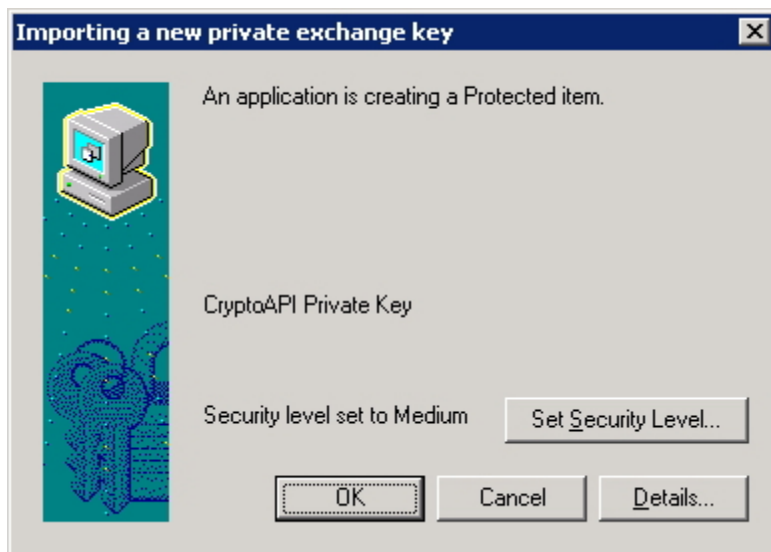 Importing a new private exchange key
An application is creating a Protected item.
CryptoAPI Private Key
Security level set to Medium
Set Security Level...
OK
Cancel
Details...